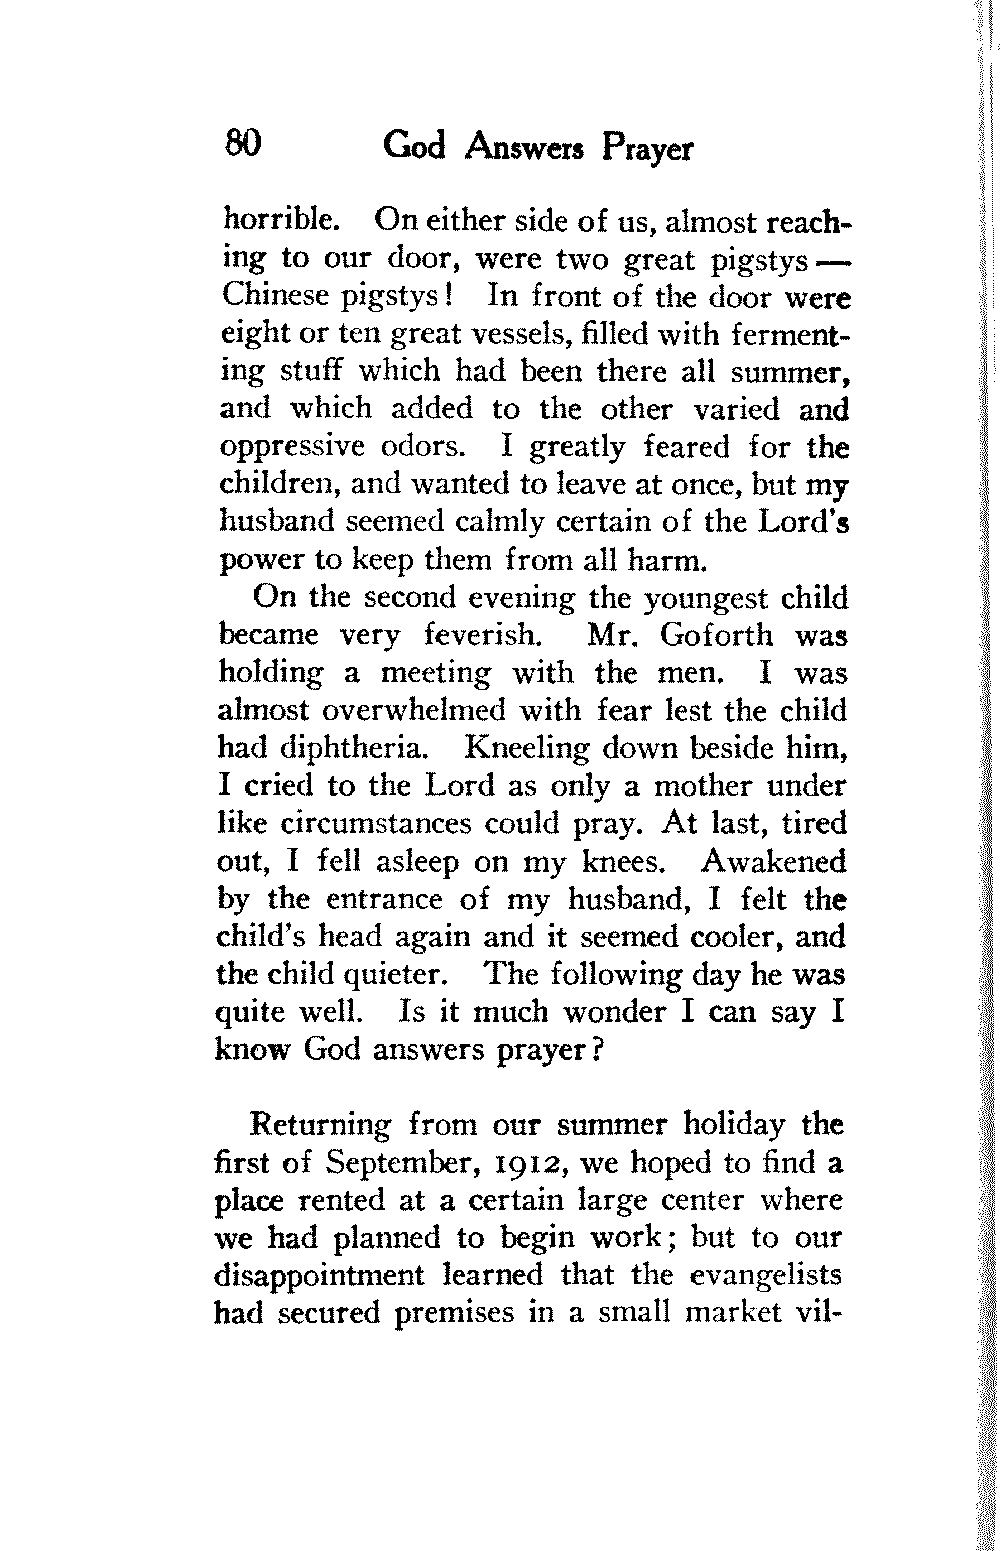 80 God Answers Prayer
horrible. On either side of us, almost reach-
ing to our door, were two great pigstys —
Chinese pigstys! In front of the door were
eight or ten great vessels, filled with ferment-
ing stuff which had been there all summer,
and which added to the other varied and
oppressive odors. I greatly feared for the
children, and wanted to leave at once, but my
husband seemed calmly certain of the Lord's
power to keep them from all harm.
On the second evening the youngest child
became very feverish. Mr. Goforth was
holding a meeting with the men. I was
almost overwhelmed with fear lest the child
had diphtheria. Kneeling down beside him,
I cried to the Lord as only a mother under
like circumstances could pray. At last, tired
out, I fell asleep on my knees. Awakened
by the entrance of my husband, I felt the
child's head again and it seemed cooler, and
the child quieter. The following day he was
quite well. Is it much wonder I can say I
know God answers prayer?
Returning from our summer holiday the
first of September, 1912, we hoped to find a
place rented at a certain large center where
we had planned to begin work; but to our
disappointment learned that the evangelists
had secured premises in a small market vil-